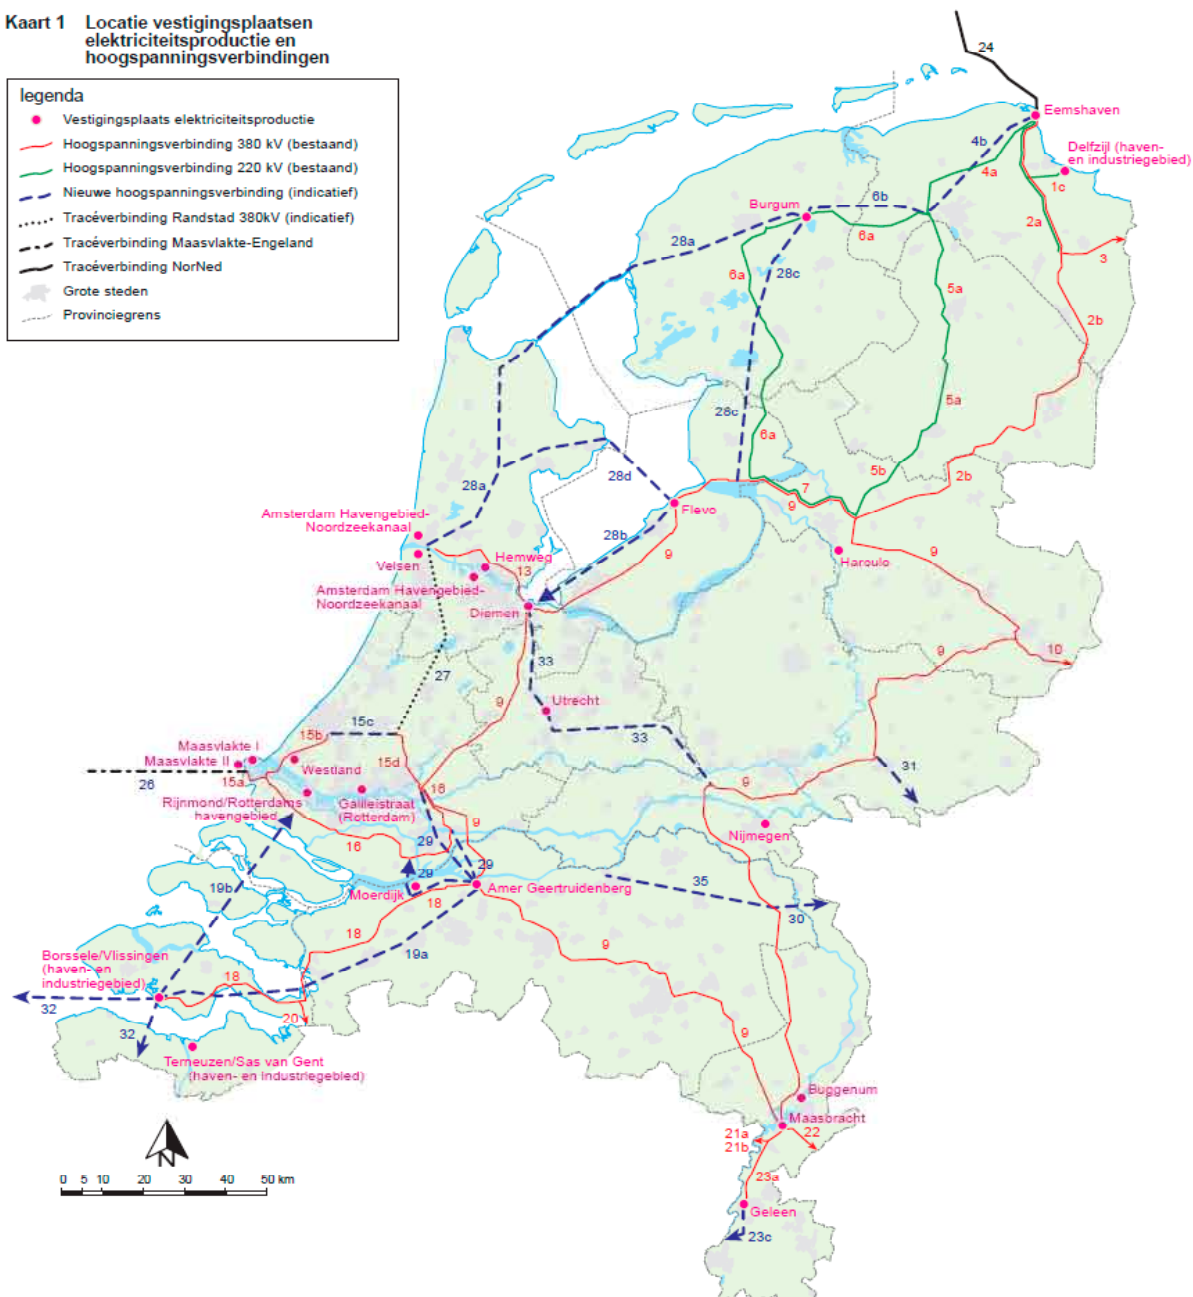 Kaart 1 Locatie vestigingsplaatsen
elektriciteitsproductie en
hoogspanningsverbindingen
legenda
Vestigingsplaats elektriciteitsproductie
Hoogspanningsverbinding 380 kV (bestaand)
Hoogspanningsverbinding 220 kV (bestaand)
Nieuwe hoogspanningsverbinding (indicatief)
Tracéverbinding Randstad 380kV (indicatief)
Tracéverbinding Maasvlakte-Engeland
Tracéverbinding NorNed
Grote steden
Provinciegrens
24
Eemshaven
4b
Delfzijl (haven-
en industriegebied)
4a
1c
6b
Burgum
2a
6a
28a
3
6a
28c
5a
2b
28c
5a
6a
5b
2b
28d
7
28a
9
Flevo
Amsterdam Havengebied-
Noordzeekanaal
28b
9
9
Velsen
Hemweg
13
Amsterdam Havengebied-
Noordzeekanaal
Diemen
33
9
10
27
9
Utrecht
15c
15b
33
Maasvlakte I
Maasvlakte II
15d
Westland
31
15a
26
16
9
Rijnmond/Rotterdams
havengebied
Galileistraat
(Rotterdam)
9
Nijmegen
16
29
29
29
35
19b
Moerdijk
Amer Geertruidenberg
18
30
18
19a
9
Borssele/Vlissingen
(haven- en
industriegebied)
18
32
20
32
9
Terneuzen/Sas van Gent
(haven- en industriegebied)
Buggenum
Maasbracht
21a
22
21b
N
23a
0 5 10 20 30 40 50 km
Geleen
23c